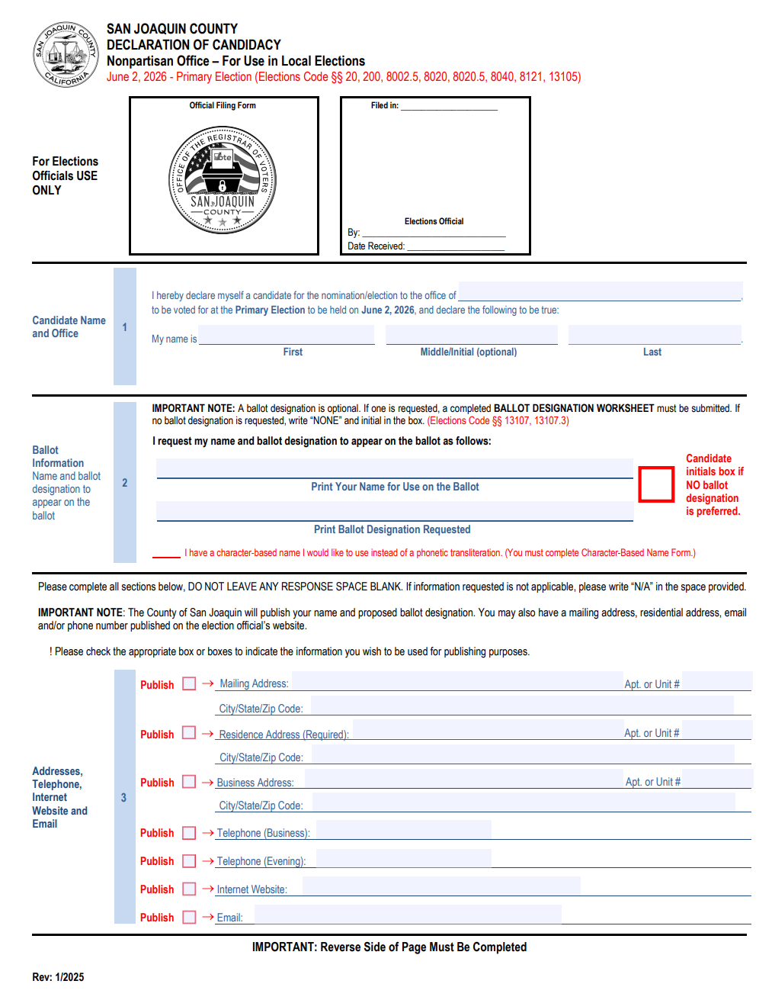 SAN JOAQUIN COUNTY
CALIFORNIA
SAN JOAQUIN COUNTY
DECLARATION OF CANDIDACY
Nonpartisan Office – For Use in Local Elections
June 2, 2026 - Primary Election (Elections Code §§ 20, 200, 8002.5, 8020, 8020.5, 8040, 8121, 13105)
For Elections
Officials USE
ONLY
Official Filing Form
OFFICE OF THE REGISTRAR OF VOTERS
Vote
SAN JOAQUIN
COUNTY
Filed in: ____________________
Elections Official
By: ____________________
Date Received: ____________________
Candidate Name
and Office
1
I hereby declare myself a candidate for the nomination/election to the office of ,
to be voted for at the Primary Election to be held on June 2, 2026, and declare the following to be true:
My name is .
First Middle/Initial (optional) Last
Ballot
Information
Name and ballot
designation to
appear on the
ballot
2
IMPORTANT NOTE: A ballot designation is optional. If one is requested, a completed BALLOT DESIGNATION WORKSHEET must be submitted. If
no ballot designation is requested, write “NONE” and initial in the box. (Elections Code §§ 13107, 13107.3)
I request my name and ballot designation to appear on the ballot as follows:
Print Your Name for Use on the Ballot
Print Ballot Designation Requested
Candidate
initials box if
NO ballot
designation
is preferred.
_____ I have a character-based name I would like to use instead of a phonetic transliteration. (You must complete Character-Based Name Form.)
Please complete all sections below, DO NOT LEAVE ANY RESPONSE SPACE BLANK. If information requested is not applicable, please write “N/A” in the space provided.
IMPORTANT NOTE: The County of San Joaquin will publish your name and proposed ballot designation. You may also have a mailing address, residential address, email
and/or phone number published on the election official’s website.
! Please check the appropriate box or boxes to indicate the information you wish to be used for publishing purposes.
Addresses,
Telephone,
Internet
Website and
Email
3
Publish ☐ → Mailing Address: Apt. or Unit #
City/State/Zip Code:
Publish ☐ → Residence Address (Required): Apt. or Unit #
City/State/Zip Code:
Publish ☐ → Business Address: Apt. or Unit #
City/State/Zip Code:
Publish ☐ → Telephone (Business):
Publish ☐ → Telephone (Evening):
Publish ☐ → Internet Website:
Publish ☐ → Email:
IMPORTANT: Reverse Side of Page Must Be Completed
Rev: 1/2025